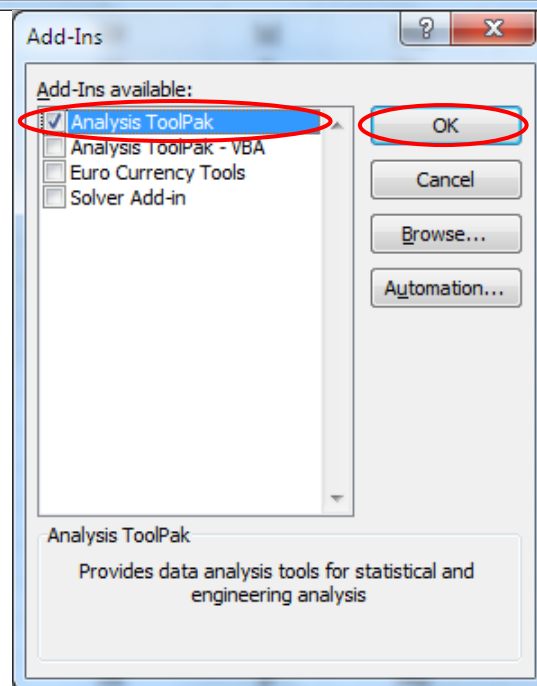 Add-Ins
Add-Ins available:
Analysis ToolPak
Analysis ToolPak - VBA
Euro Currency Tools
Solver Add-in
OK
Cancel
Browse...
Automation...
Analysis ToolPak
Provides data analysis tools for statistical and
engineering analysis